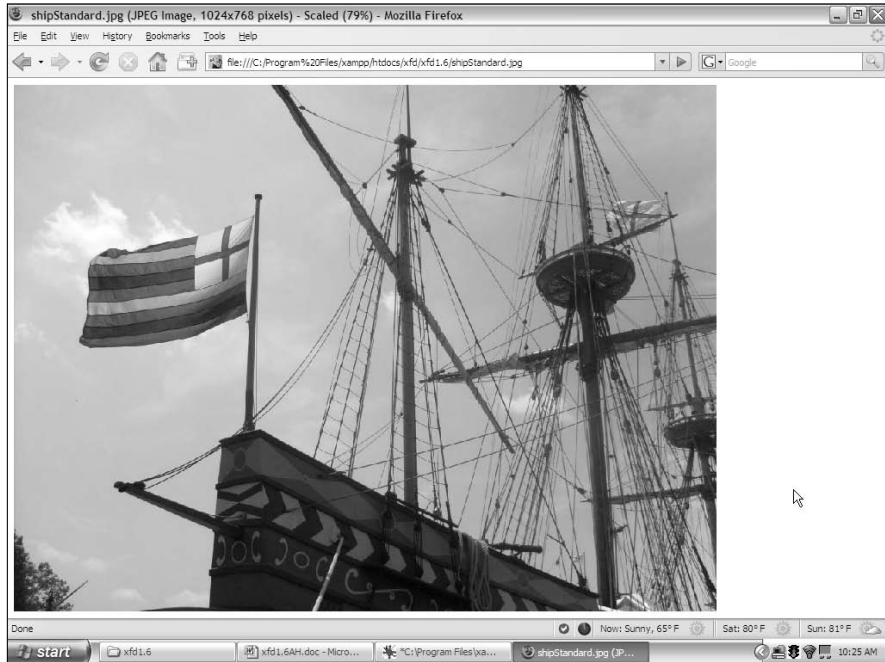 shipStandard.jpg (JPEG Image, 1024x768 pixels) - Scaled (79%) - Mozilla Firefox
File Edit View History Bookmarks Tools Help
file:///C:/Program%20Files/xampp/htdocs/xfd/xfd1.6/shipStandard.jpg G Google
Done Now: Sunny, 65° F Sat: 80° F Sun: 81° F
start xfd1.6 xfd1.6AH.doc - Micro... *C:\Program Files\xa... shipStandard.jpg (JP... 10:25 AM